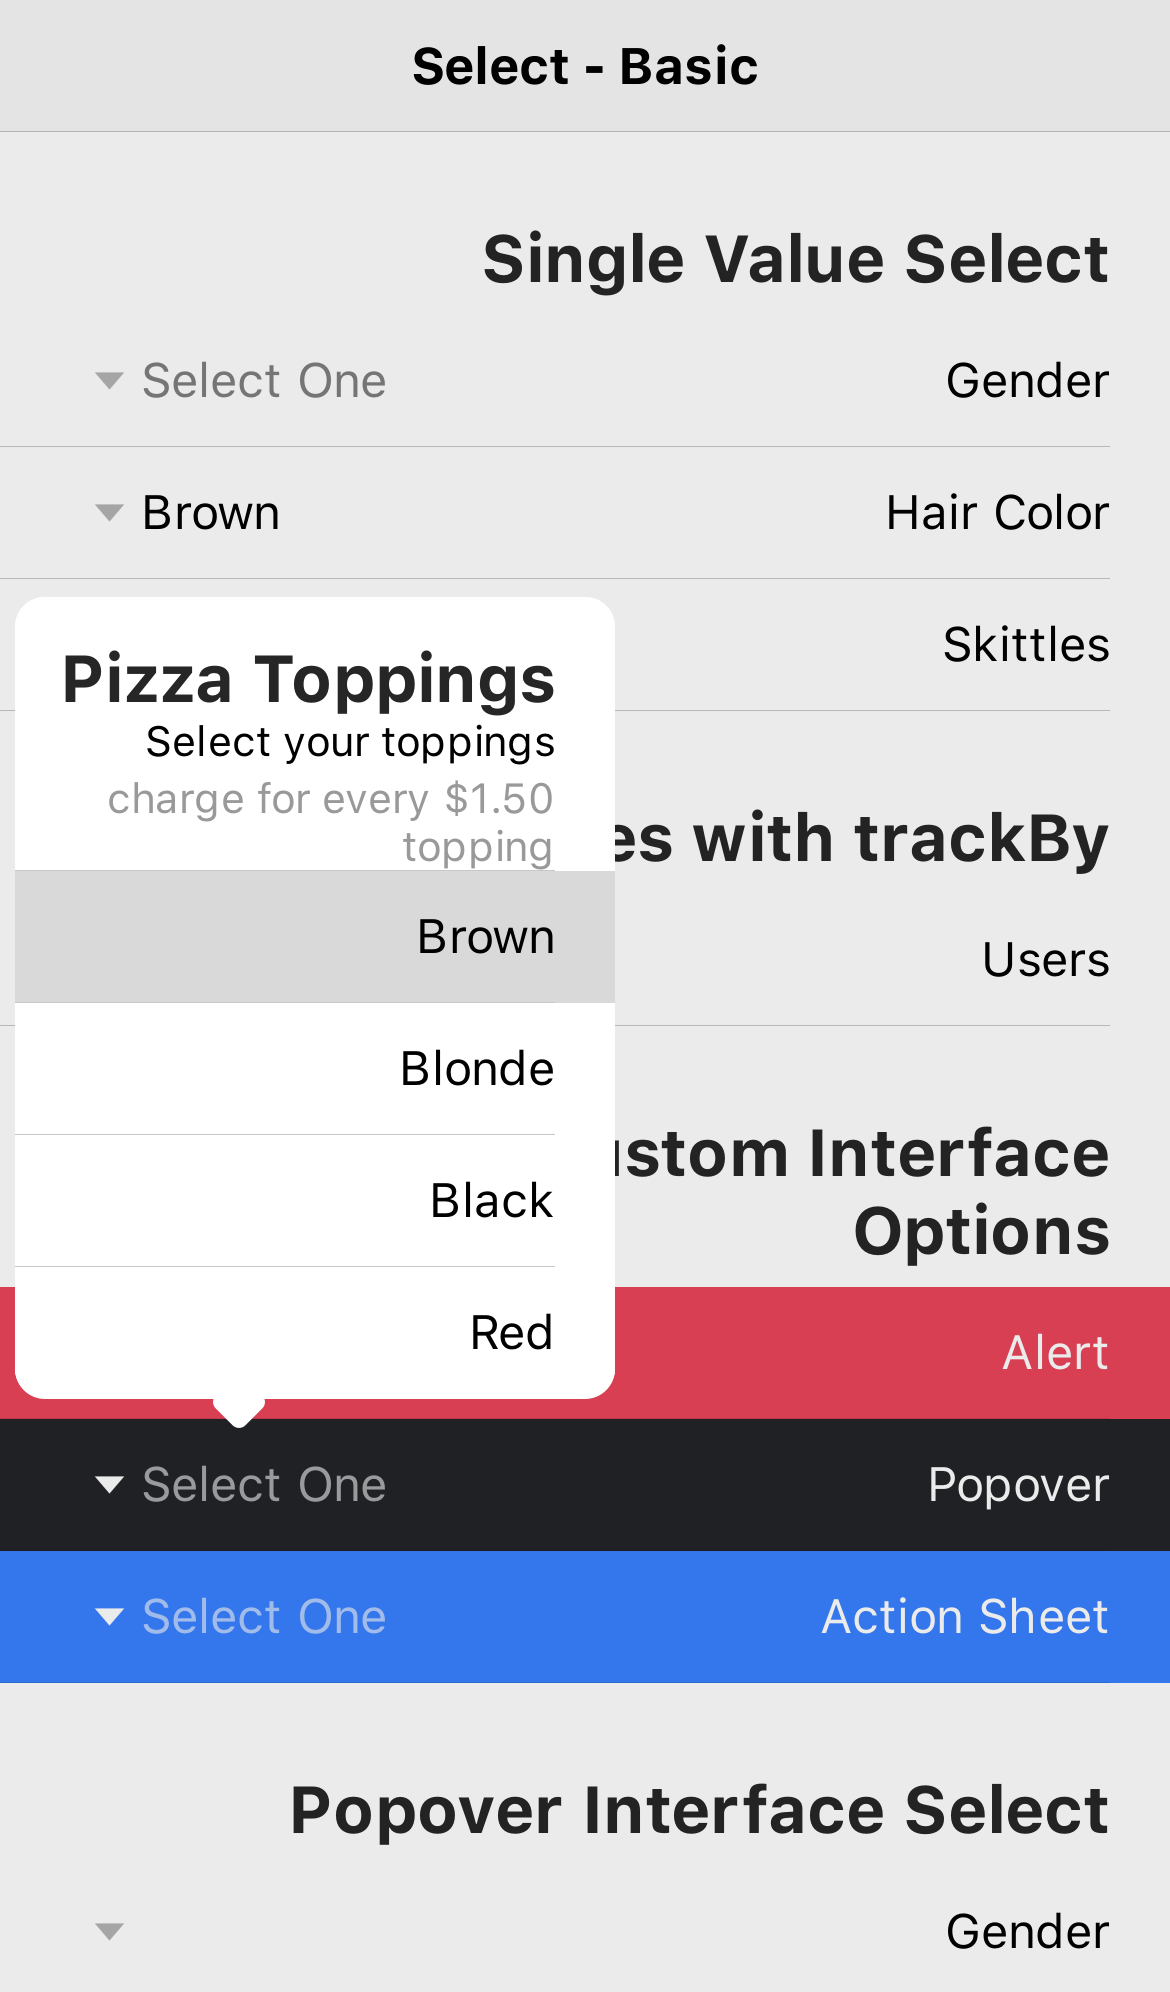 Select - Basic
Single Value Select
Gender
Select One
Hair Color
Brown
Skittles
Pizza Toppings
Select your toppings
charge for every $1.50
topping
Brown
Blonde
Black
Red
with trackBy
Users
Interface
Options
Alert
Popover
Select One
Action Sheet
Select One
Popover Interface Select
Gender